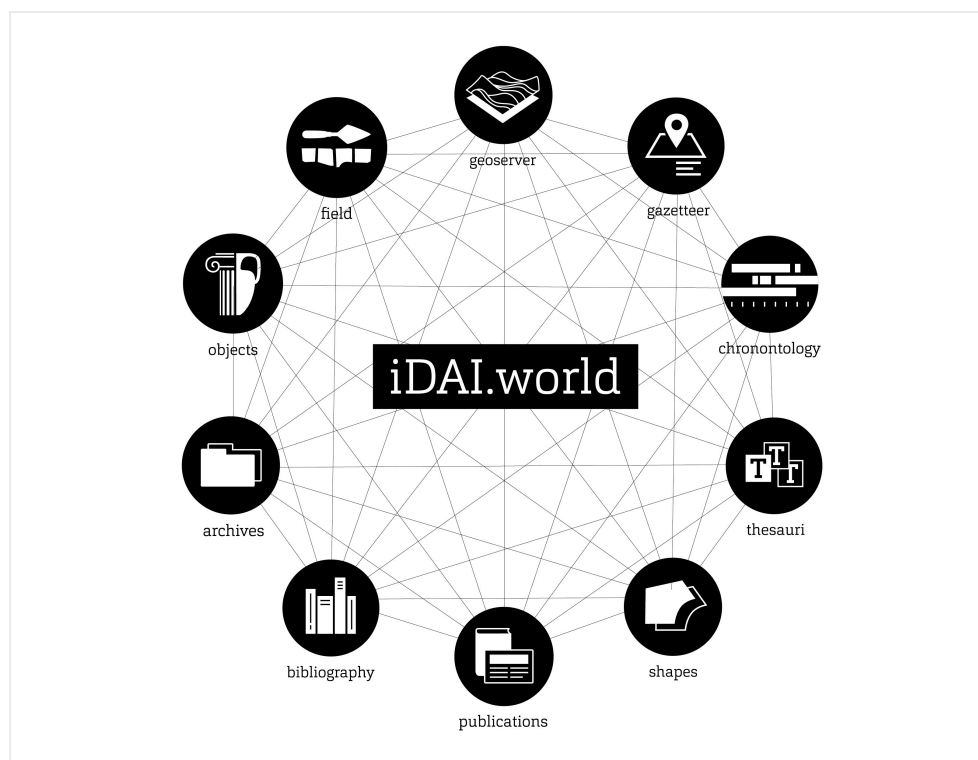 geoserver
field
gazetteer
objects
chronontology
iDAI.world
archives
thesauri
bibliography
shapes
publications